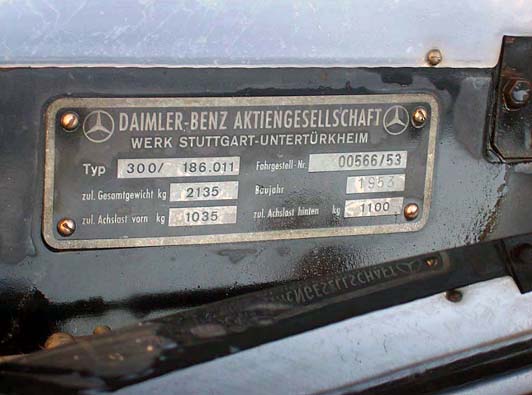 DAIMLER-BENZ AKTIENGESELLSCHAFT
WERK STUTTGART-UNTERTÜRKHEIM
Typ 300/ 186.011 Fahrgestell-Nr. 00566/53
zul. Gesamtgewicht kg 2135 Baujahr 1953
zul. Achslast vorn kg 1035 zul. Achslast hinten kg 1100
NGESELLSCHAFT